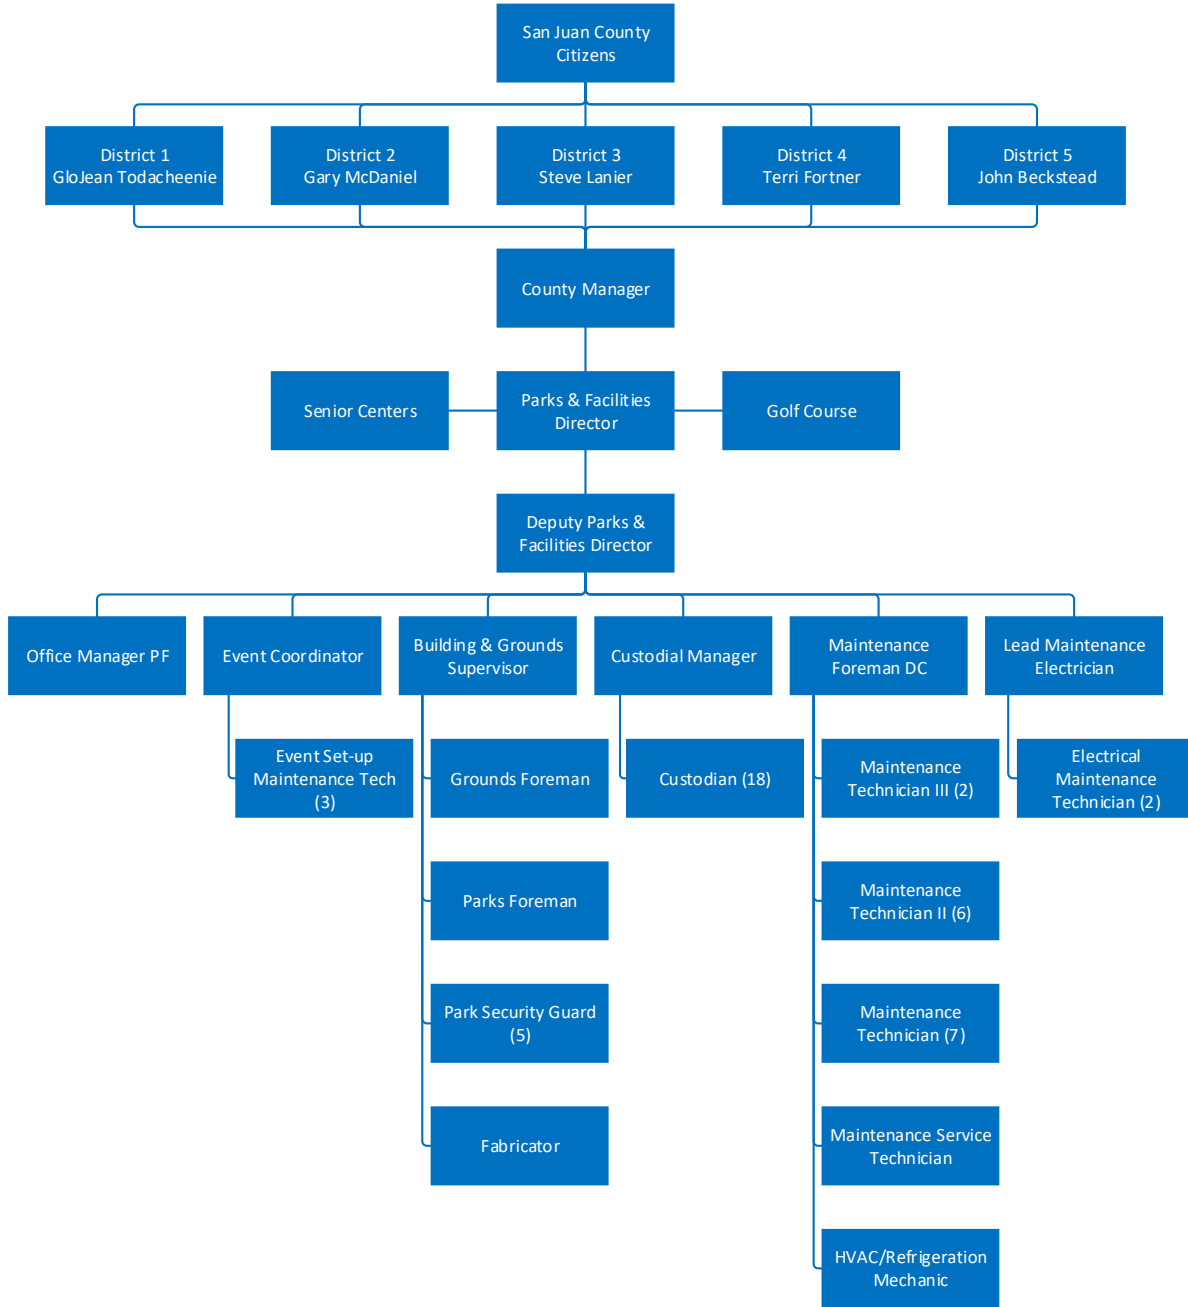 San Juan County
Citizens
District 1
GloJean Todacheenie
District 2
Gary McDaniel
District 3
Steve Lanier
District 4
Terri Fortner
District 5
John Beckstead
County Manager
Senior Centers
Parks & Facilities
Director
Golf Course
Deputy Parks &
Facilities Director
Office Manager PF
Event Coordinator
Building & Grounds
Supervisor
Custodial Manager
Maintenance
Foreman DC
Lead Maintenance
Electrician
Event Set-up
Maintenance Tech
(3)
Grounds Foreman
Custodian (18)
Maintenance
Technician III (2)
Electrical
Maintenance
Technician (2)
Parks Foreman
Maintenance
Technician II (6)
Park Security Guard
(5)
Maintenance
Technician (7)
Fabricator
Maintenance Service
Technician
HVAC/Refrigeration
Mechanic